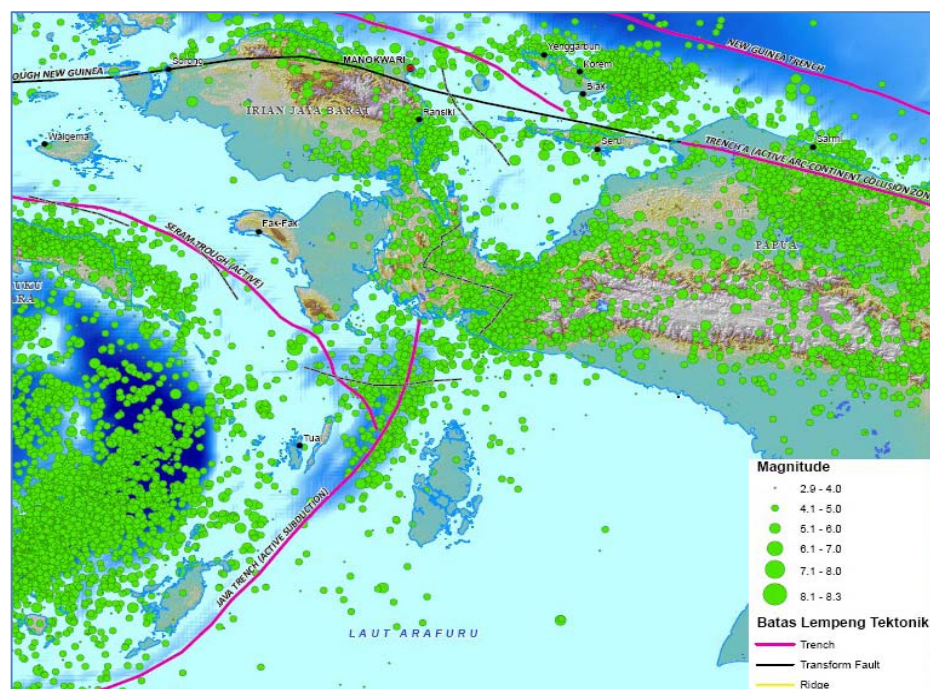 NEW GUINEA TRENCH
Yenggarbun
Korem
Biak
MANOKWARI
Sorong
OUGH NEW GUINEA
IRIAN JAYA BARAT
Ransiki
Waigema
Serui
Sarmi
TRENCH A (ACTIVE ARC-CONTINENT COLLISION ZONE
Fak-Fak
PAPUA
SERAM TROUGH (ACTIVE)
UKU
RA
Tual
JAVA TRENCH (ACTIVE SUBDUCTION)
LAUT ARAFURU
Magnitude
2.9 - 4.0
4.1 - 5.0
5.1 - 6.0
6.1 - 7.0
7.1 - 8.0
8.1 - 8.3
Batas Lempeng Tektonik
Trench
Transform Fault
Ridge